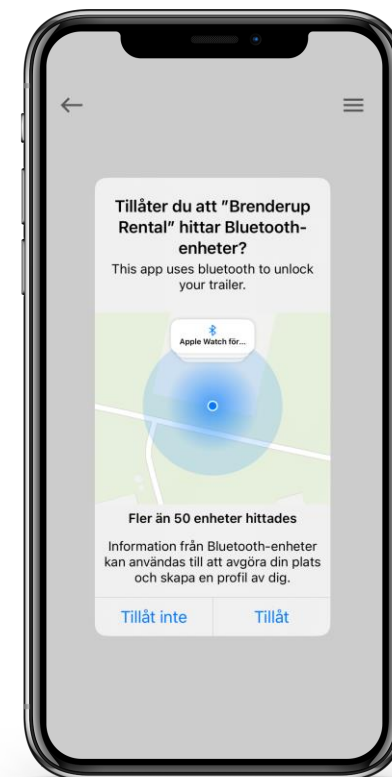 Tillåter du att ”Brenderup
Rental” hittar Bluetooth-
enheter?
This app uses bluetooth to unlock
your trailer.
Apple Watch för...
Fler än 50 enheter hittades
Information från Bluetooth-enheter
kan användas till att avgöra din plats
och skapa en profil av dig.
Tillåt inte
Tillåt